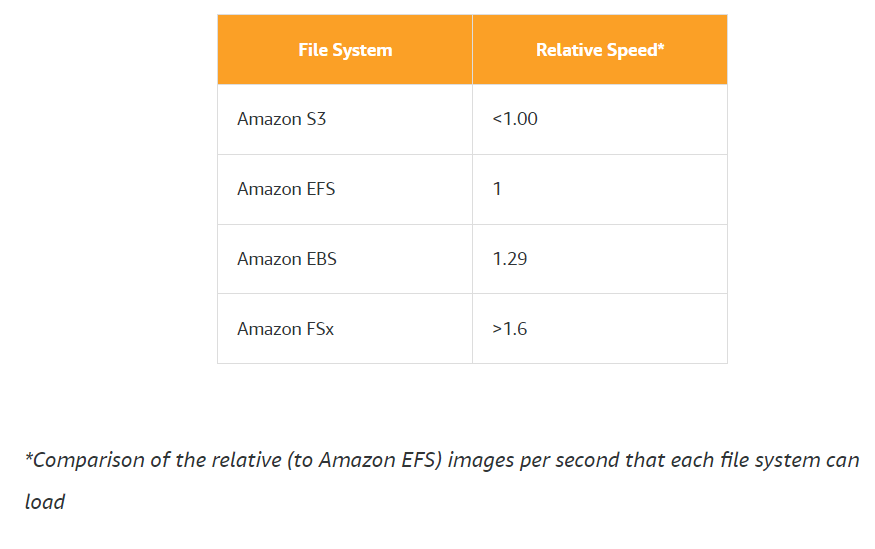 File System Relative Speed*
Amazon S3 <1.00
Amazon EFS 1
Amazon EBS 1.29
Amazon FSx >1.6
*Comparison of the relative (to Amazon EFS) images per second that each file system can
load